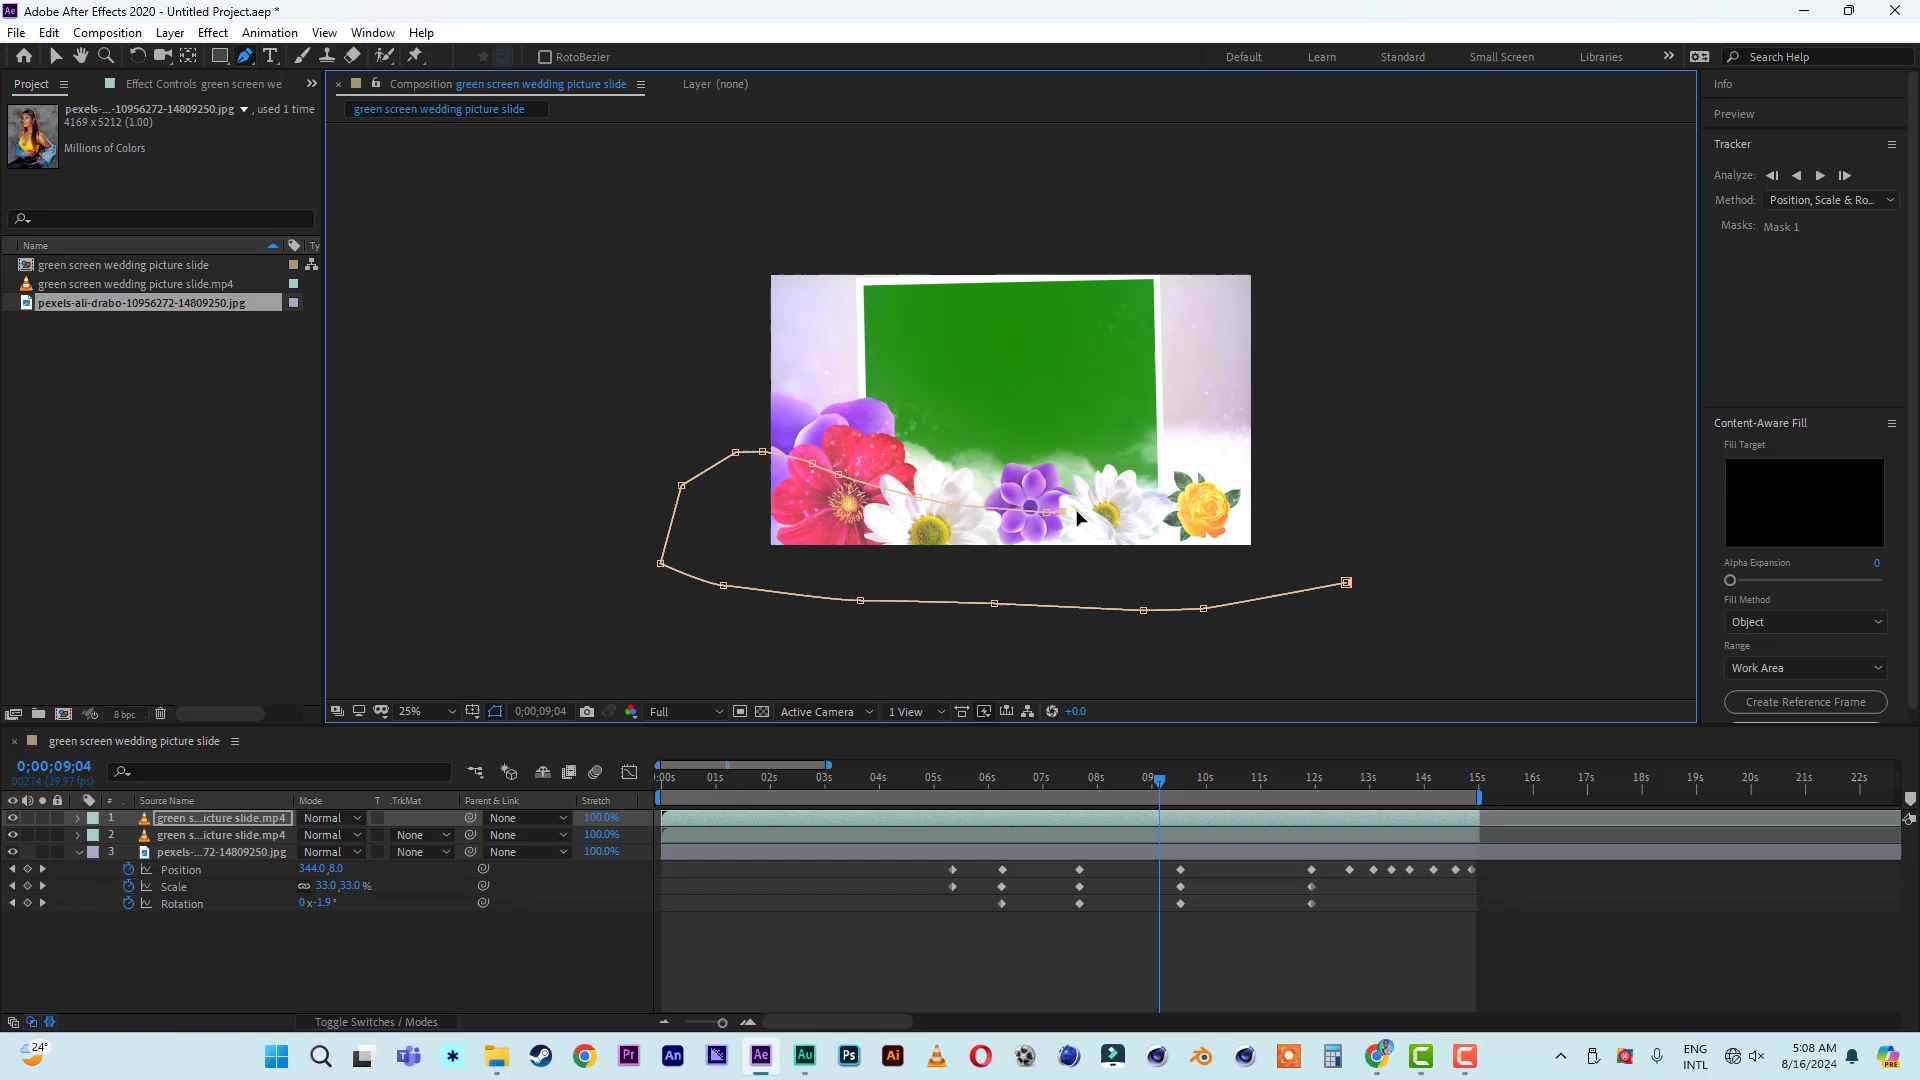 Adobe After Effects 2020 - Untitled Project.aep *
File Edit Composition Layer Effect Animation View Window Help
RotoBezier
Default Learn Standard Small Screen Libraries
Search Help
Project
Effect Controls green screen we
Composition green screen wedding picture slide
Layer (none)
green screen wedding picture slide
pexels-...-10956272-14809250.jpg , used 1 time
4169 x 5212 (1.00)
Millions of Colors
Name Ty
green screen wedding picture slide
green screen wedding picture slide.mp4
pexels-ali-drabo-10956272-14809250.jpg
8 bpc
25%
0;00;09;04
Full
Active Camera
1 View
+0.0
Info
Preview
Tracker
Analyze:
Method: Position, Scale & Ro...
Masks: Mask 1
Content-Aware Fill
Fill Target
Alpha Expansion 0
Fill Method
Object
Range
Work Area
Create Reference Frame
green screen wedding picture slide
0;00;09;04
00274 (29.97 fps)
# Source Name Mode T .TrkMat Parent & Link Stretch
1 green s...icture slide.mp4 Normal None 100.0%
2 green s...icture slide.mp4 Normal None None 100.0%
3 pexels-...72-14809250.jpg Normal None None 100.0%
Position 344.0,8.0
Scale 33.0,33.0 %
Rotation 0 x-1.9 °
:00s 01s 02s 03s 04s 05s 06s 07s 08s 09 10s 11s 12s 13s 14s 15s 16s 17s 18s 19s 20s 21s 22s
Toggle Switches / Modes
24°
ENG
INTL
5:08 AM
8/16/2024